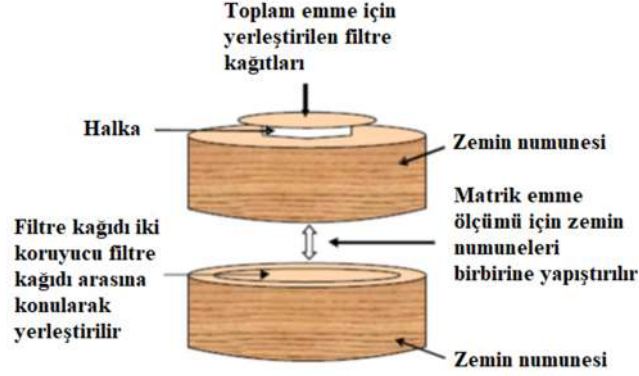 Toplam emme için
yerleştirilen filtre
kağıtları
Halka
Zemin numunesi
Matrik emme
ölçümü için zemin
numuneleri
birbirine yapıştırılır
Filtre kağıdı iki
koruyucu filtre
kağıdı arasına
konularak
yerleştirilir
Zemin numunesi